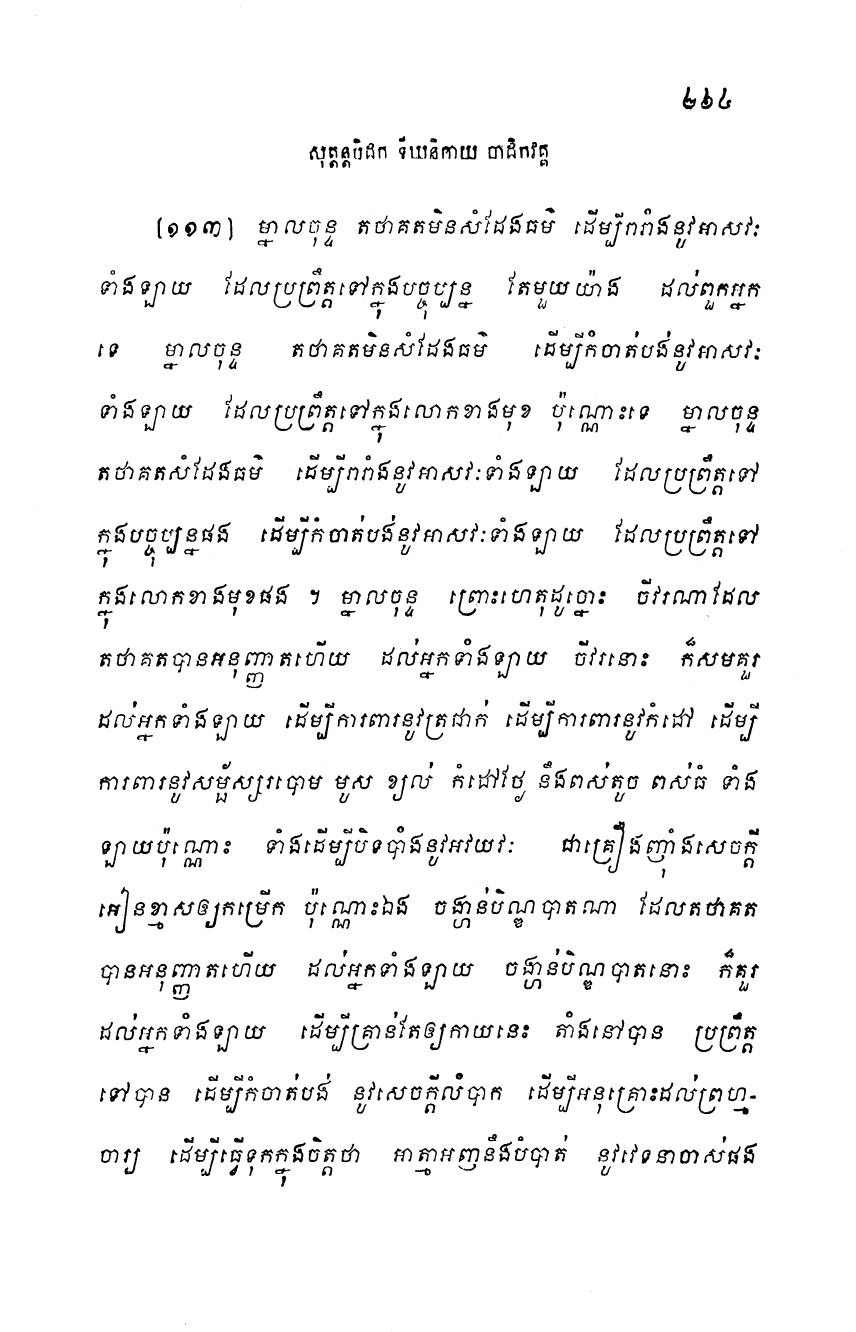 ២៦៤
សុត្តន្តបិដក ទីឃនិកាយ បាដិកវគ្គ
(១១៣) ម្នាលចុន្ទ តថាគតមិនសំដែងធម៌ ដើម្បីរារាំងនូវអាសវៈ
ទាំងឡាយ ដែលប្រព្រឹត្តទៅក្នុងបច្ចុប្បន្ន តែមួយយ៉ាង ដល់ពួកអ្នក
ទេ ម្នាលចុន្ទ តថាគតមិនសំដែងធម៌ ដើម្បីកំចាត់បង់នូវអាសវៈ
ទាំងឡាយ ដែលប្រព្រឹត្តទៅក្នុងលោកខាងមុខ ប៉ុណ្ណោះទេ ម្នាលចុន្ទ
តថាគតសំដែងធម៌ ដើម្បីរារាំងនូវអាសវៈទាំងឡាយ ដែលប្រព្រឹត្តទៅ
ក្នុងបច្ចុប្បន្នផង ដើម្បីកំចាត់បង់នូវអាសវៈទាំងឡាយ ដែលប្រព្រឹត្តទៅ
ក្នុងលោកខាងមុខផង ។ ម្នាលចុន្ទ ព្រោះហេតុដូច្នោះ ចីវរណាដែល
តថាគតបានអនុញ្ញាតហើយ ដល់អ្នកទាំងឡាយ ចីវរនោះ ក៏សមគួរ
ដល់អ្នកទាំងឡាយ ដើម្បីការពារនូវត្រជាក់ ដើម្បីការពារនូវកំដៅ ដើម្បី
ការពារនូវសម្ផ័ស្សរបោម មូស ខ្យល់ កំដៅថ្ងៃ នឹងពស់តូច ពស់ធំ ទាំង
ឡាយប៉ុណ្ណោះ ទាំងដើម្បីបិទបាំងនូវអវយវៈ ជាគ្រឿងញ៉ាំងសេចក្តី
អៀនខ្មាសឲ្យកម្រើក ប៉ុណ្ណោះឯង ចង្ហាន់បិណ្ឌបាតណា ដែលតថាគត
បានអនុញ្ញាតហើយ ដល់អ្នកទាំងឡាយ ចង្ហាន់បិណ្ឌបាតនោះ ក៏គួរ
ដល់អ្នកទាំងឡាយ ដើម្បីគ្រាន់តែឲ្យកាយនេះ តាំងនៅបាន ប្រព្រឹត្ត
ទៅបាន ដើម្បីកំចាត់បង់ នូវសេចក្តីលំបាក ដើម្បីអនុគ្រោះដល់ព្រហ្ម-
ចារ្យ ដើម្បីធ្វើទុកក្នុងចិត្តថា អាត្មាអញនឹងបំបាត់ នូវវេទនាចាស់ផង